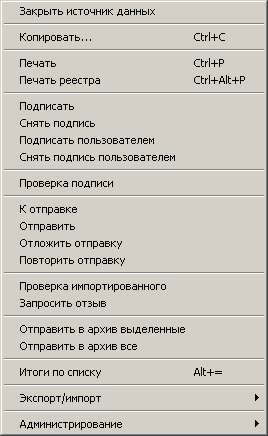 Закрыть источник данных
Копировать... Ctrl+C
Печать Ctrl+P
Печать реестра Ctrl+Alt+P
Подписать
Снять подпись
Подписать пользователем
Снять подпись пользователем
Проверка подписи
К отправке
Отправить
Отложить отправку
Повторить отправку
Проверка импортированного
Запросить отзыв
Отправить в архив выделенные
Отправить в архив все
Итоги по списку Alt+=
Экспорт/импорт
Администрирование